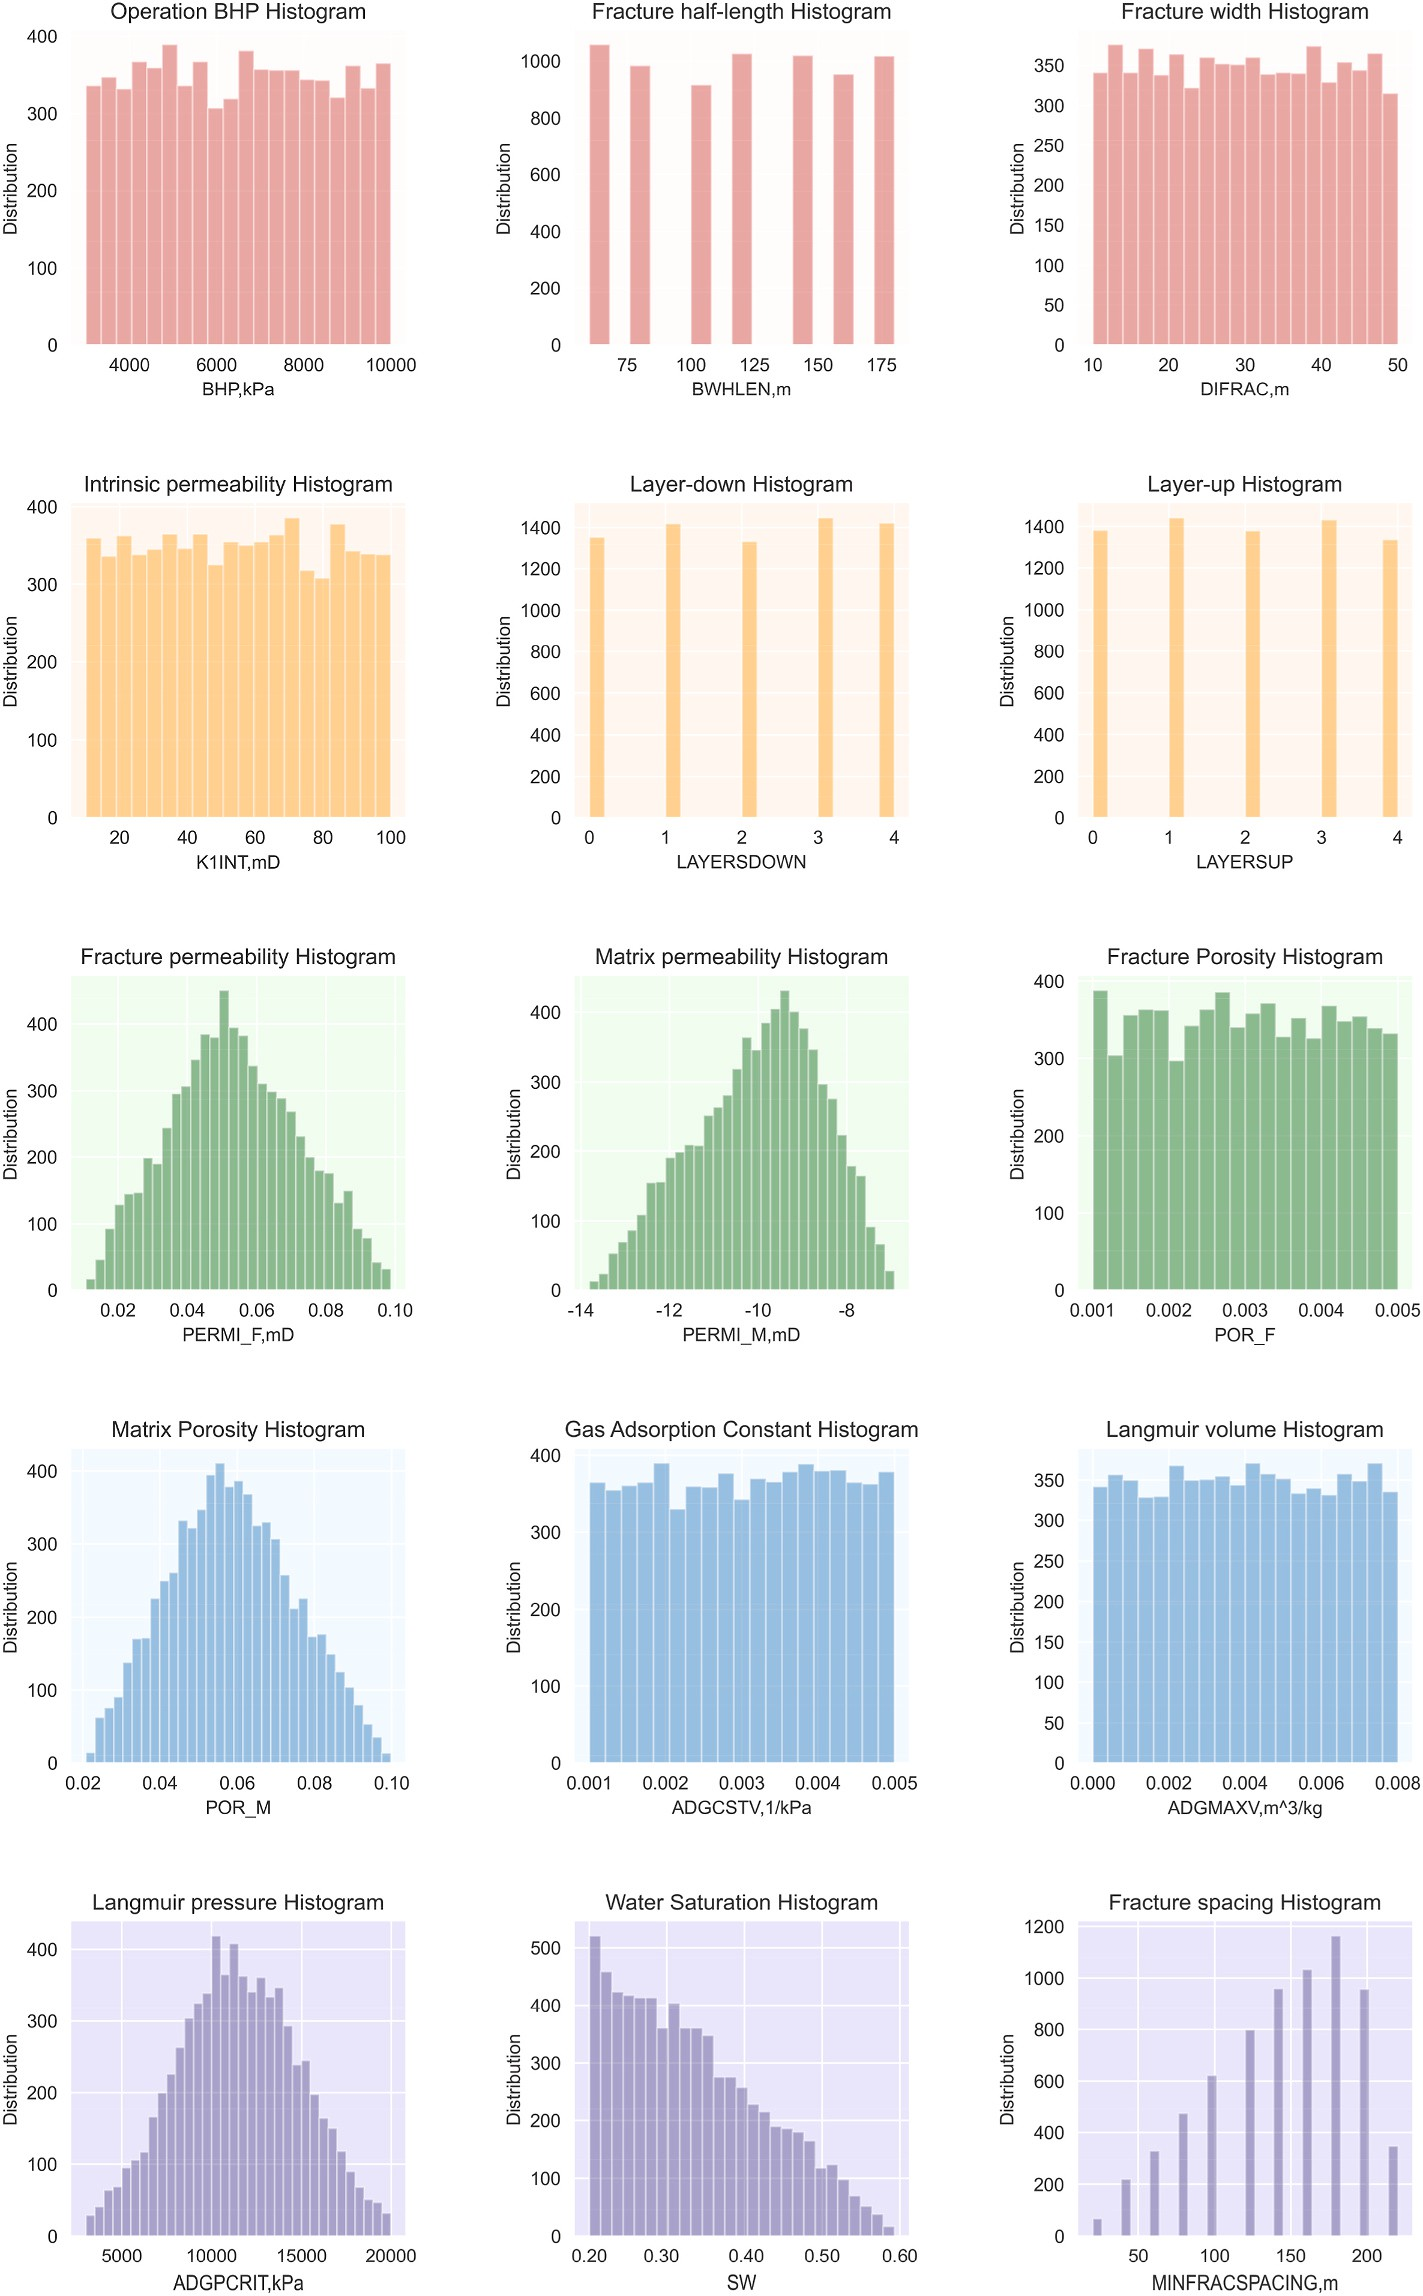 Operation BHP Histogram
400
300
200
100
0
Distribution
4000 6000 8000 10000
BHP,kPa
Fracture half-length Histogram
1000
800
600
400
200
0
Distribution
75 100 125 150 175
BWHLEN,m
Fracture width Histogram
350
300
250
200
150
100
50
0
Distribution
10 20 30 40 50
DIFRAC,m
Intrinsic permeability Histogram
400
300
200
100
0
Distribution
20 40 60 80 100
K1INT,mD
Layer-down Histogram
1400
1200
1000
800
600
400
200
0
Distribution
0 1 2 3 4
LAYERSDOWN
Layer-up Histogram
1400
1200
1000
800
600
400
200
0
Distribution
0 1 2 3 4
LAYERSUP
Fracture permeability Histogram
400
300
200
100
0
Distribution
0.02 0.04 0.06 0.08 0.10
PERMI_F,mD
Matrix permeability Histogram
400
300
200
100
0
Distribution
-14 -12 -10 -8
PERMI_M,mD
Fracture Porosity Histogram
400
300
200
100
0
Distribution
0.001 0.002 0.003 0.004 0.005
POR_F
Matrix Porosity Histogram
400
300
200
100
0
Distribution
0.02 0.04 0.06 0.08 0.10
POR_M
Gas Adsorption Constant Histogram
400
300
200
100
0
Distribution
0.001 0.002 0.003 0.004 0.005
ADGCSTV,1/kPa
Langmuir volume Histogram
350
300
250
200
150
100
50
0
Distribution
0.000 0.002 0.004 0.006 0.008
ADGMAXV,m^3/kg
Langmuir pressure Histogram
400
300
200
100
0
Distribution
5000 10000 15000 20000
ADGPCRIT,kPa
Water Saturation Histogram
500
400
300
200
100
0
Distribution
0.20 0.30 0.40 0.50 0.60
SW
Fracture spacing Histogram
1200
1000
800
600
400
200
0
Distribution
50 100 150 200
MINFRACSPACING,m